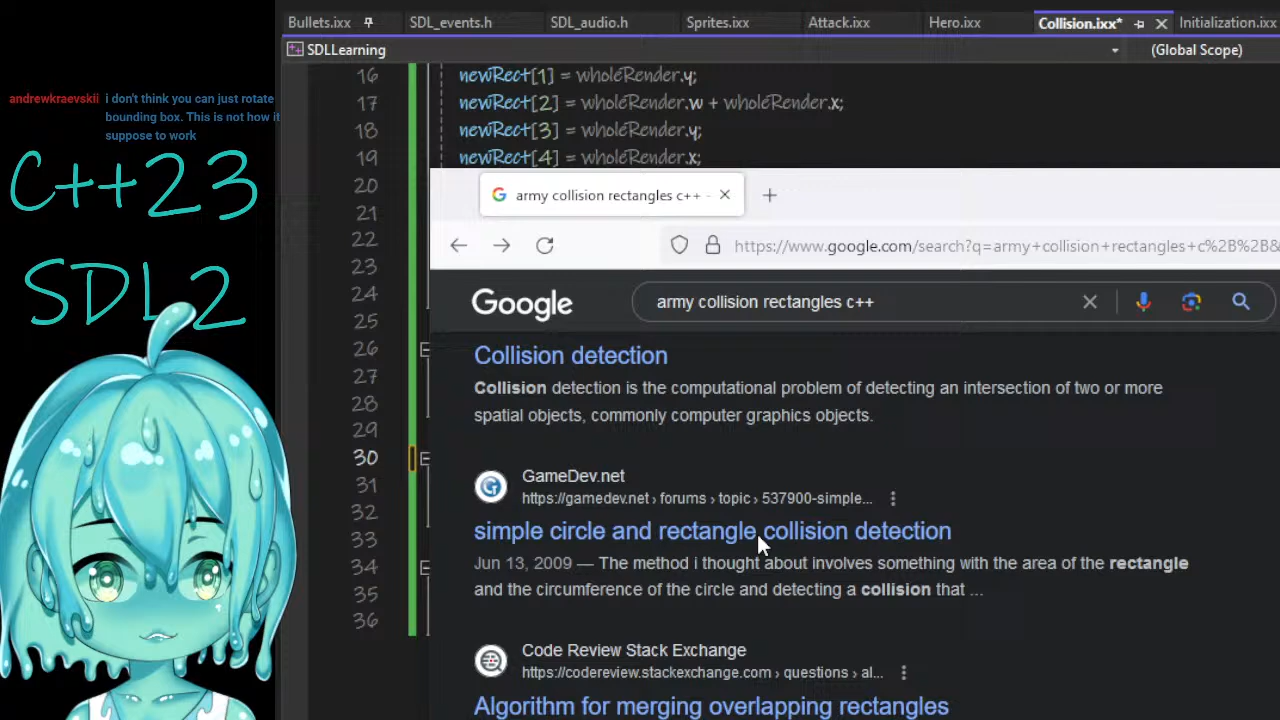 Bullets.ixx
SDL_events.h
SDL_audio.h
Sprites.ixx
Attack.ixx
Hero.ixx
Collision.ixx*
Initialization.ixx
SDLLearning
(Global Scope)
andrewkraevskii i don't think you can just rotate
bounding box. This is not how it
suppose to work
C++23
SDL2
16 newRect[1] = wholeRender.y;
17 newRect[2] = wholeRender.w + wholeRender.x;
18 newRect[3] = wholeRender.y;
19 newRect[4] = wholeRender.x;
20
21
22
23
24
25
26
27
28
29
30
31
32
33
34
35
36
army collision rectangles c++ -
https://www.google.com/search?q=army+collision+rectangles+c%2B%2B&
Google
army collision rectangles c++
Collision detection
Collision detection is the computational problem of detecting an intersection of two or more
spatial objects, commonly computer graphics objects.
GameDev.net
https://gamedev.net › forums › topic › 537900-simple...
simple circle and rectangle collision detection
Jun 13, 2009 — The method i thought about involves something with the area of the rectangle
and the circumference of the circle and detecting a collision that ...
Code Review Stack Exchange
https://codereview.stackexchange.com › questions › al...
Algorithm for merging overlapping rectangles